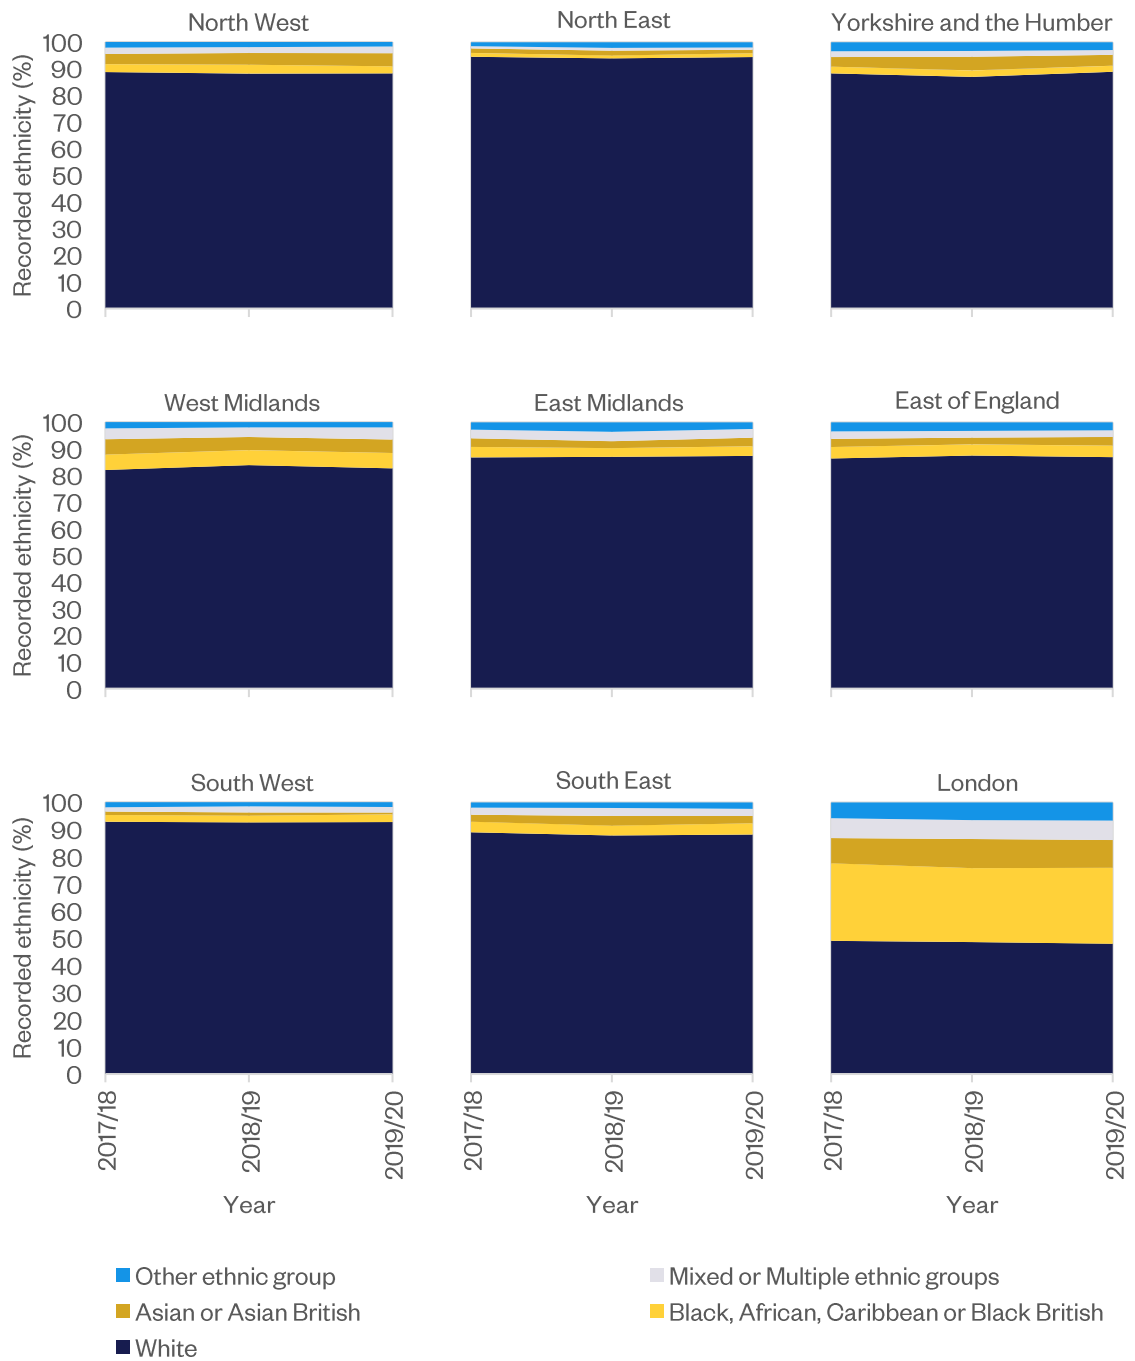 North West
North East
Yorkshire and the Humber
Recorded ethnicity (%)
100
90
80
70
60
50
40
30
20
10
0
West Midlands
East Midlands
East of England
Recorded ethnicity (%)
100
90
80
70
60
50
40
30
20
10
0
South West
South East
London
Recorded ethnicity (%)
100
90
80
70
60
50
40
30
20
10
0
2017/18
2018/19
2019/20
2017/18
2018/19
2019/20
2017/18
2018/19
2019/20
Year
Year
Year
Other ethnic group
Mixed or Multiple ethnic groups
Asian or Asian British
Black, African, Caribbean or Black British
White